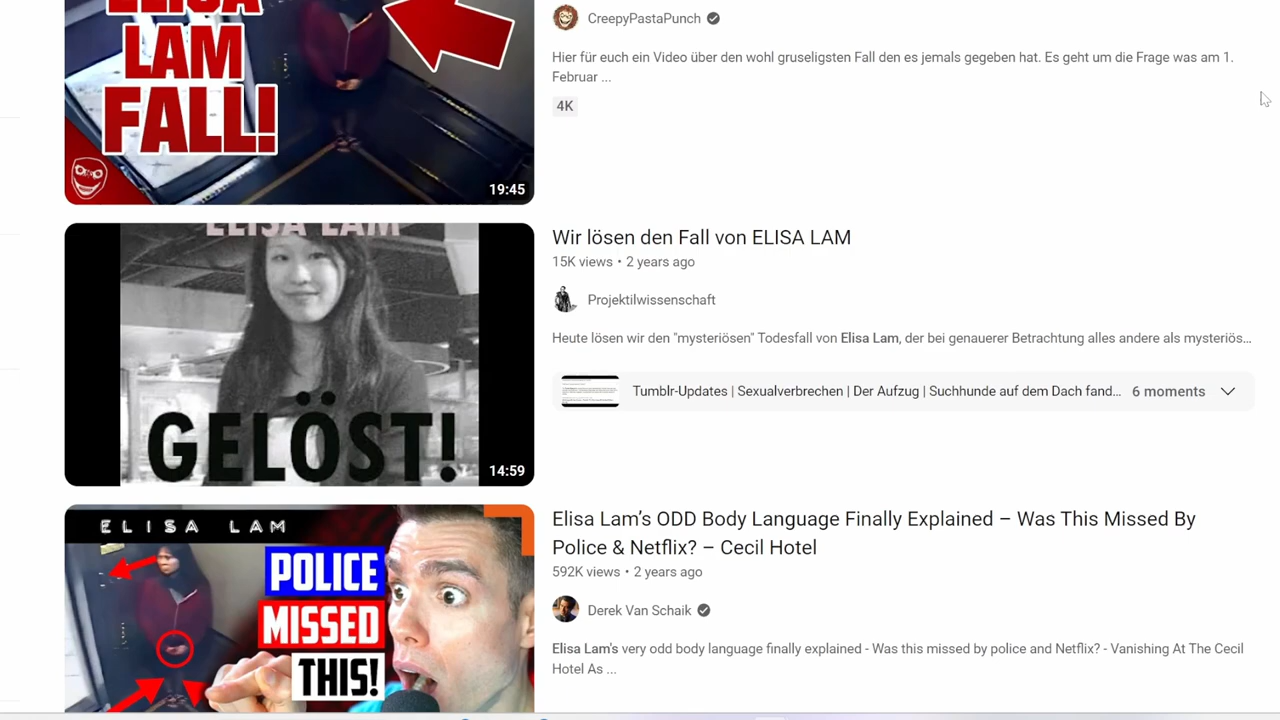 ELISA
LAM
FALL!
19:45
CreepyPastaPunch
Hier für euch ein Video über den wohl gruseligsten Fall den es jemals gegeben hat. Es geht um die Frage was am 1.
Februar ...
4K
ELISA LAM
GELÖST!
14:59
Wir lösen den Fall von ELISA LAM
15K views • 2 years ago
Projektilwissenschaft
Heute lösen wir den "mysteriösen" Todesfall von Elisa Lam, der bei genauerer Betrachtung alles andere als mysteriös...
Tumblr-Updates | Sexualverbrechen | Der Aufzug | Suchhunde auf dem Dach fand... 6 moments
ELISA LAM
POLICE
MISSED
THIS!
Elisa Lam’s ODD Body Language Finally Explained – Was This Missed By
Police & Netflix? – Cecil Hotel
592K views • 2 years ago
Derek Van Schaik
Elisa Lam's very odd body language finally explained - Was this missed by police and Netflix? - Vanishing At The Cecil
Hotel As ...